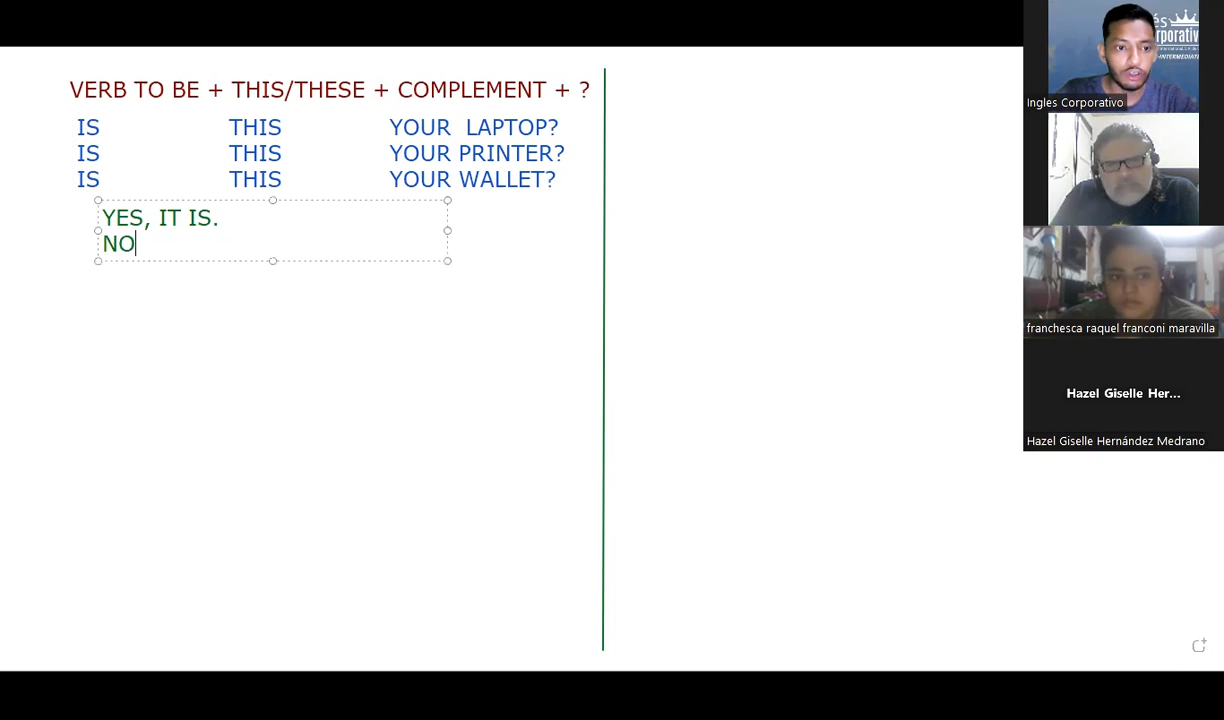 VERB TO BE + THIS/THESE + COMPLEMENT + ?
IS THIS YOUR LAPTOP?
IS THIS YOUR PRINTER?
IS THIS YOUR WALLET?
YES, IT IS.
NO
Ingles Corporativo
franchesca raquel franconi maravilla
Hazel Giselle Her...
Hazel Giselle Hernández Medrano